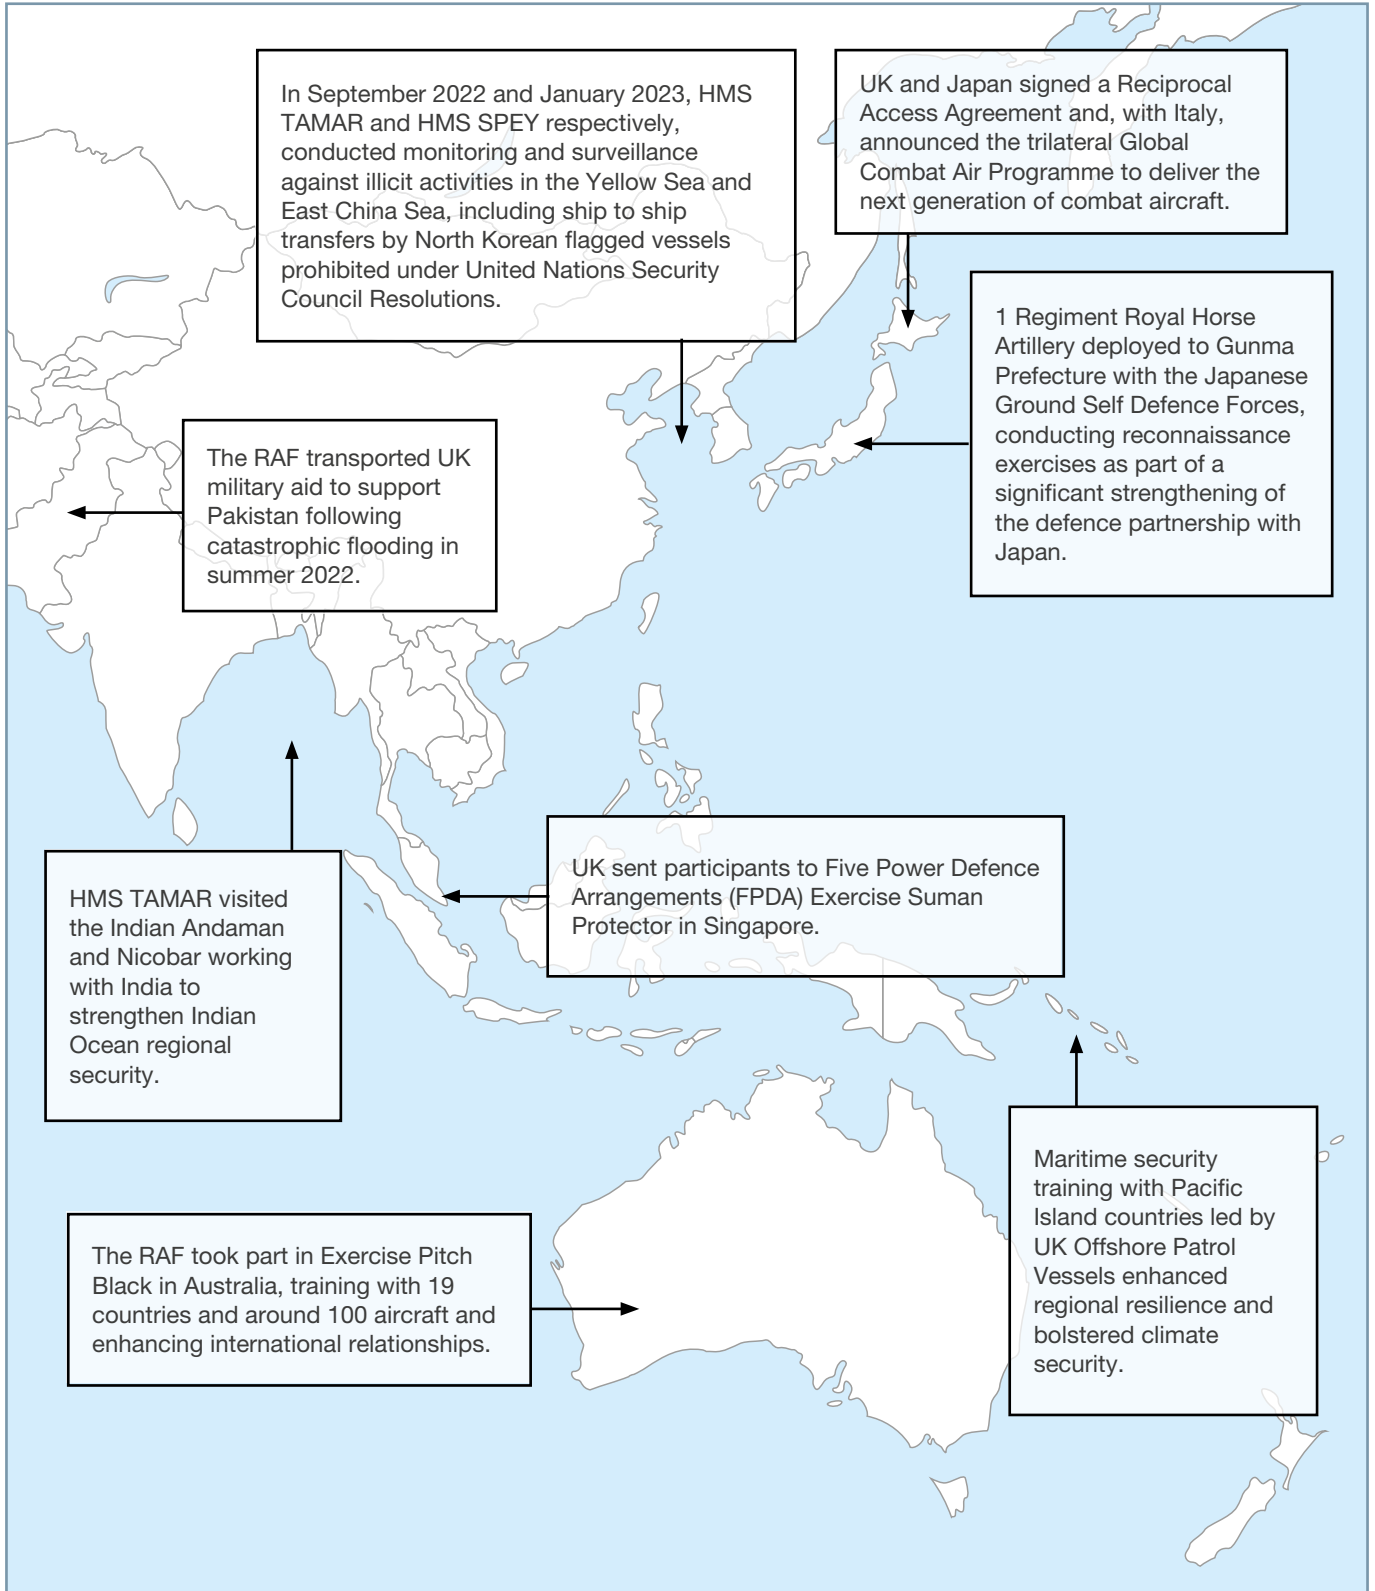 In September 2022 and January 2023, HMS
TAMAR and HMS SPEY respectively,
conducted monitoring and surveillance
against illicit activities in the Yellow Sea and
East China Sea, including ship to ship
transfers by North Korean flagged vessels
prohibited under United Nations Security
Council Resolutions.
UK and Japan signed a Reciprocal
Access Agreement and, with Italy,
announced the trilateral Global
Combat Air Programme to deliver the
next generation of combat aircraft.
1 Regiment Royal Horse
Artillery deployed to Gunma
Prefecture with the Japanese
Ground Self Defence Forces,
conducting reconnaissance
exercises as part of a
significant strengthening of
the defence partnership with
Japan.
The RAF transported UK
military aid to support
Pakistan following
catastrophic flooding in
summer 2022.
HMS TAMAR visited
the Indian Andaman
and Nicobar working
with India to
strengthen Indian
Ocean regional
security.
UK sent participants to Five Power Defence
Arrangements (FPDA) Exercise Suman
Protector in Singapore.
Maritime security
training with Pacific
Island countries led by
UK Offshore Patrol
Vessels enhanced
regional resilience and
bolstered climate
security.
The RAF took part in Exercise Pitch
Black in Australia, training with 19
countries and around 100 aircraft and
enhancing international relationships.